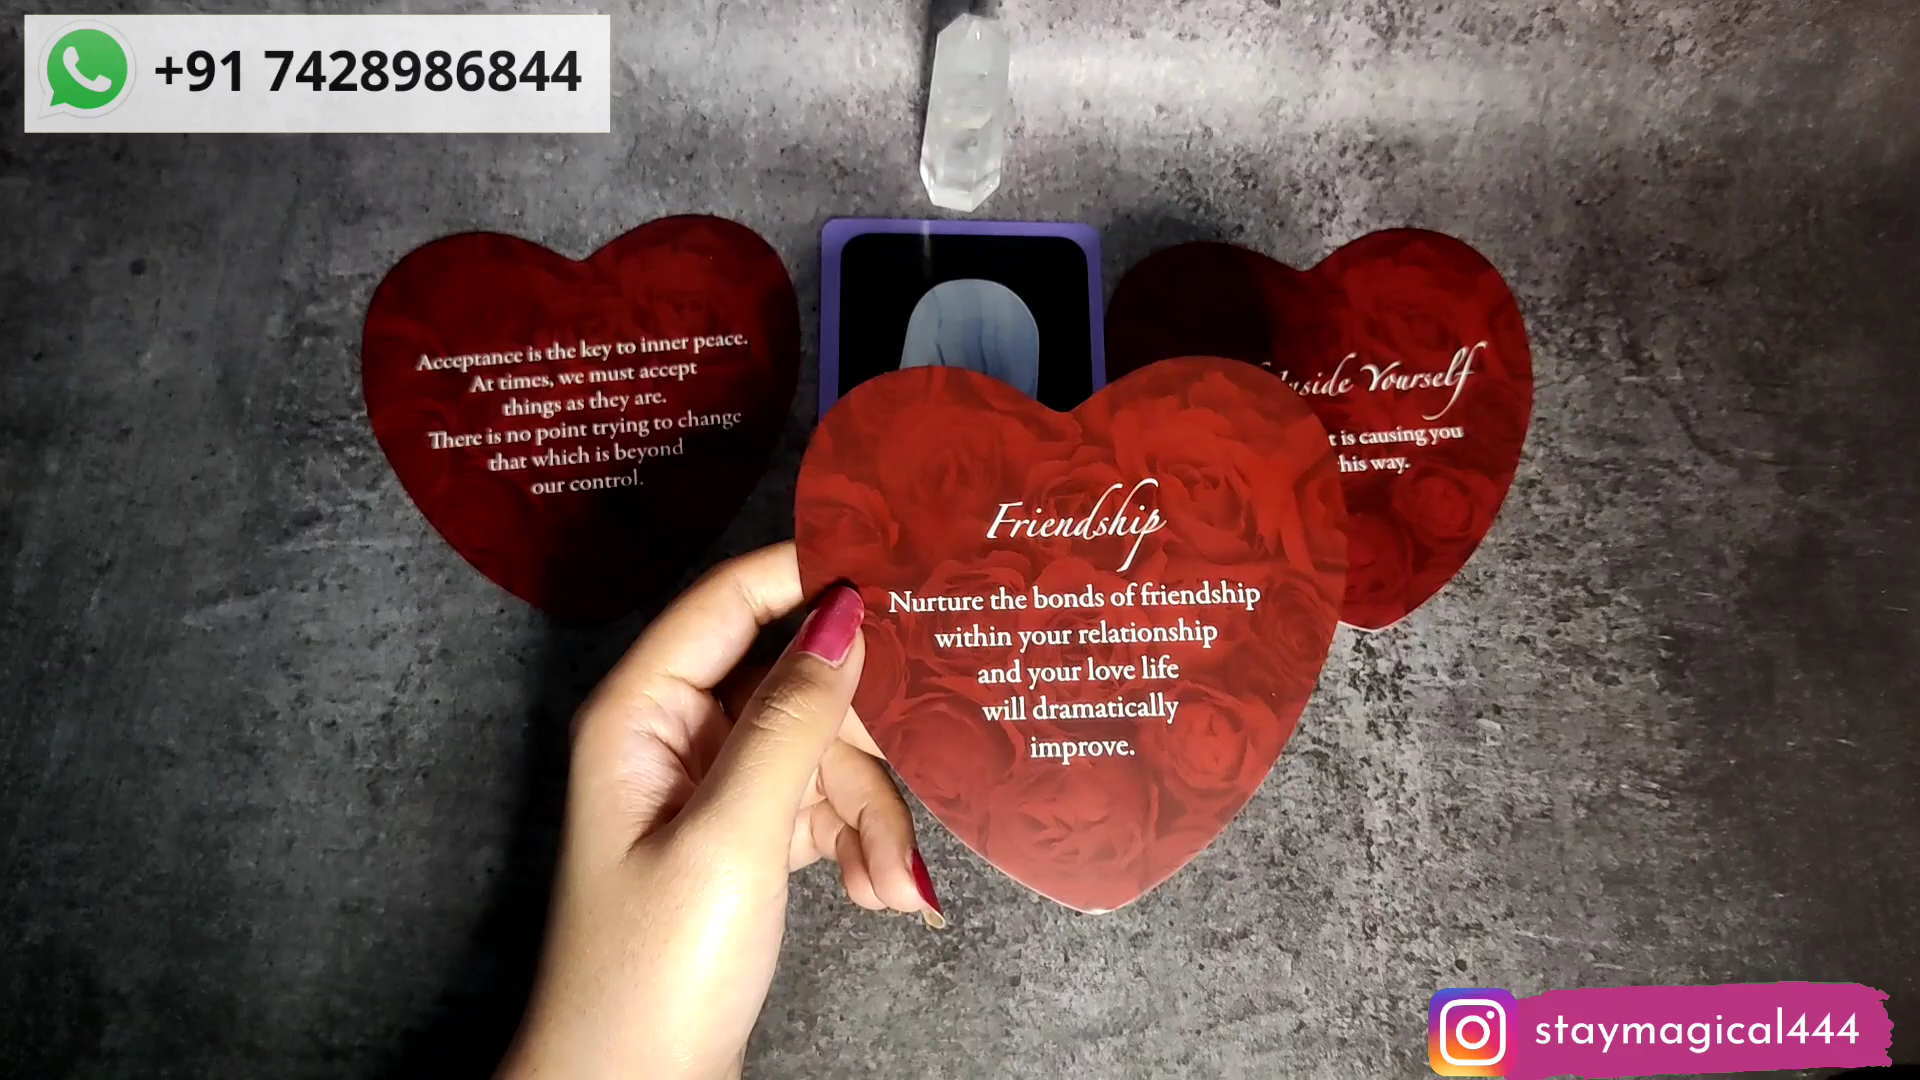 +91 7428986844
Acceptance is the key to inner peace.
At times, we must accept
things as they are.
There is no point trying to change
that which is beyond
our control.
Inside Yourself
t is causing you
his way.
Friendship
Nurture the bonds of friendship
within your relationship
and your love life
will dramatically
improve.
staymagical444